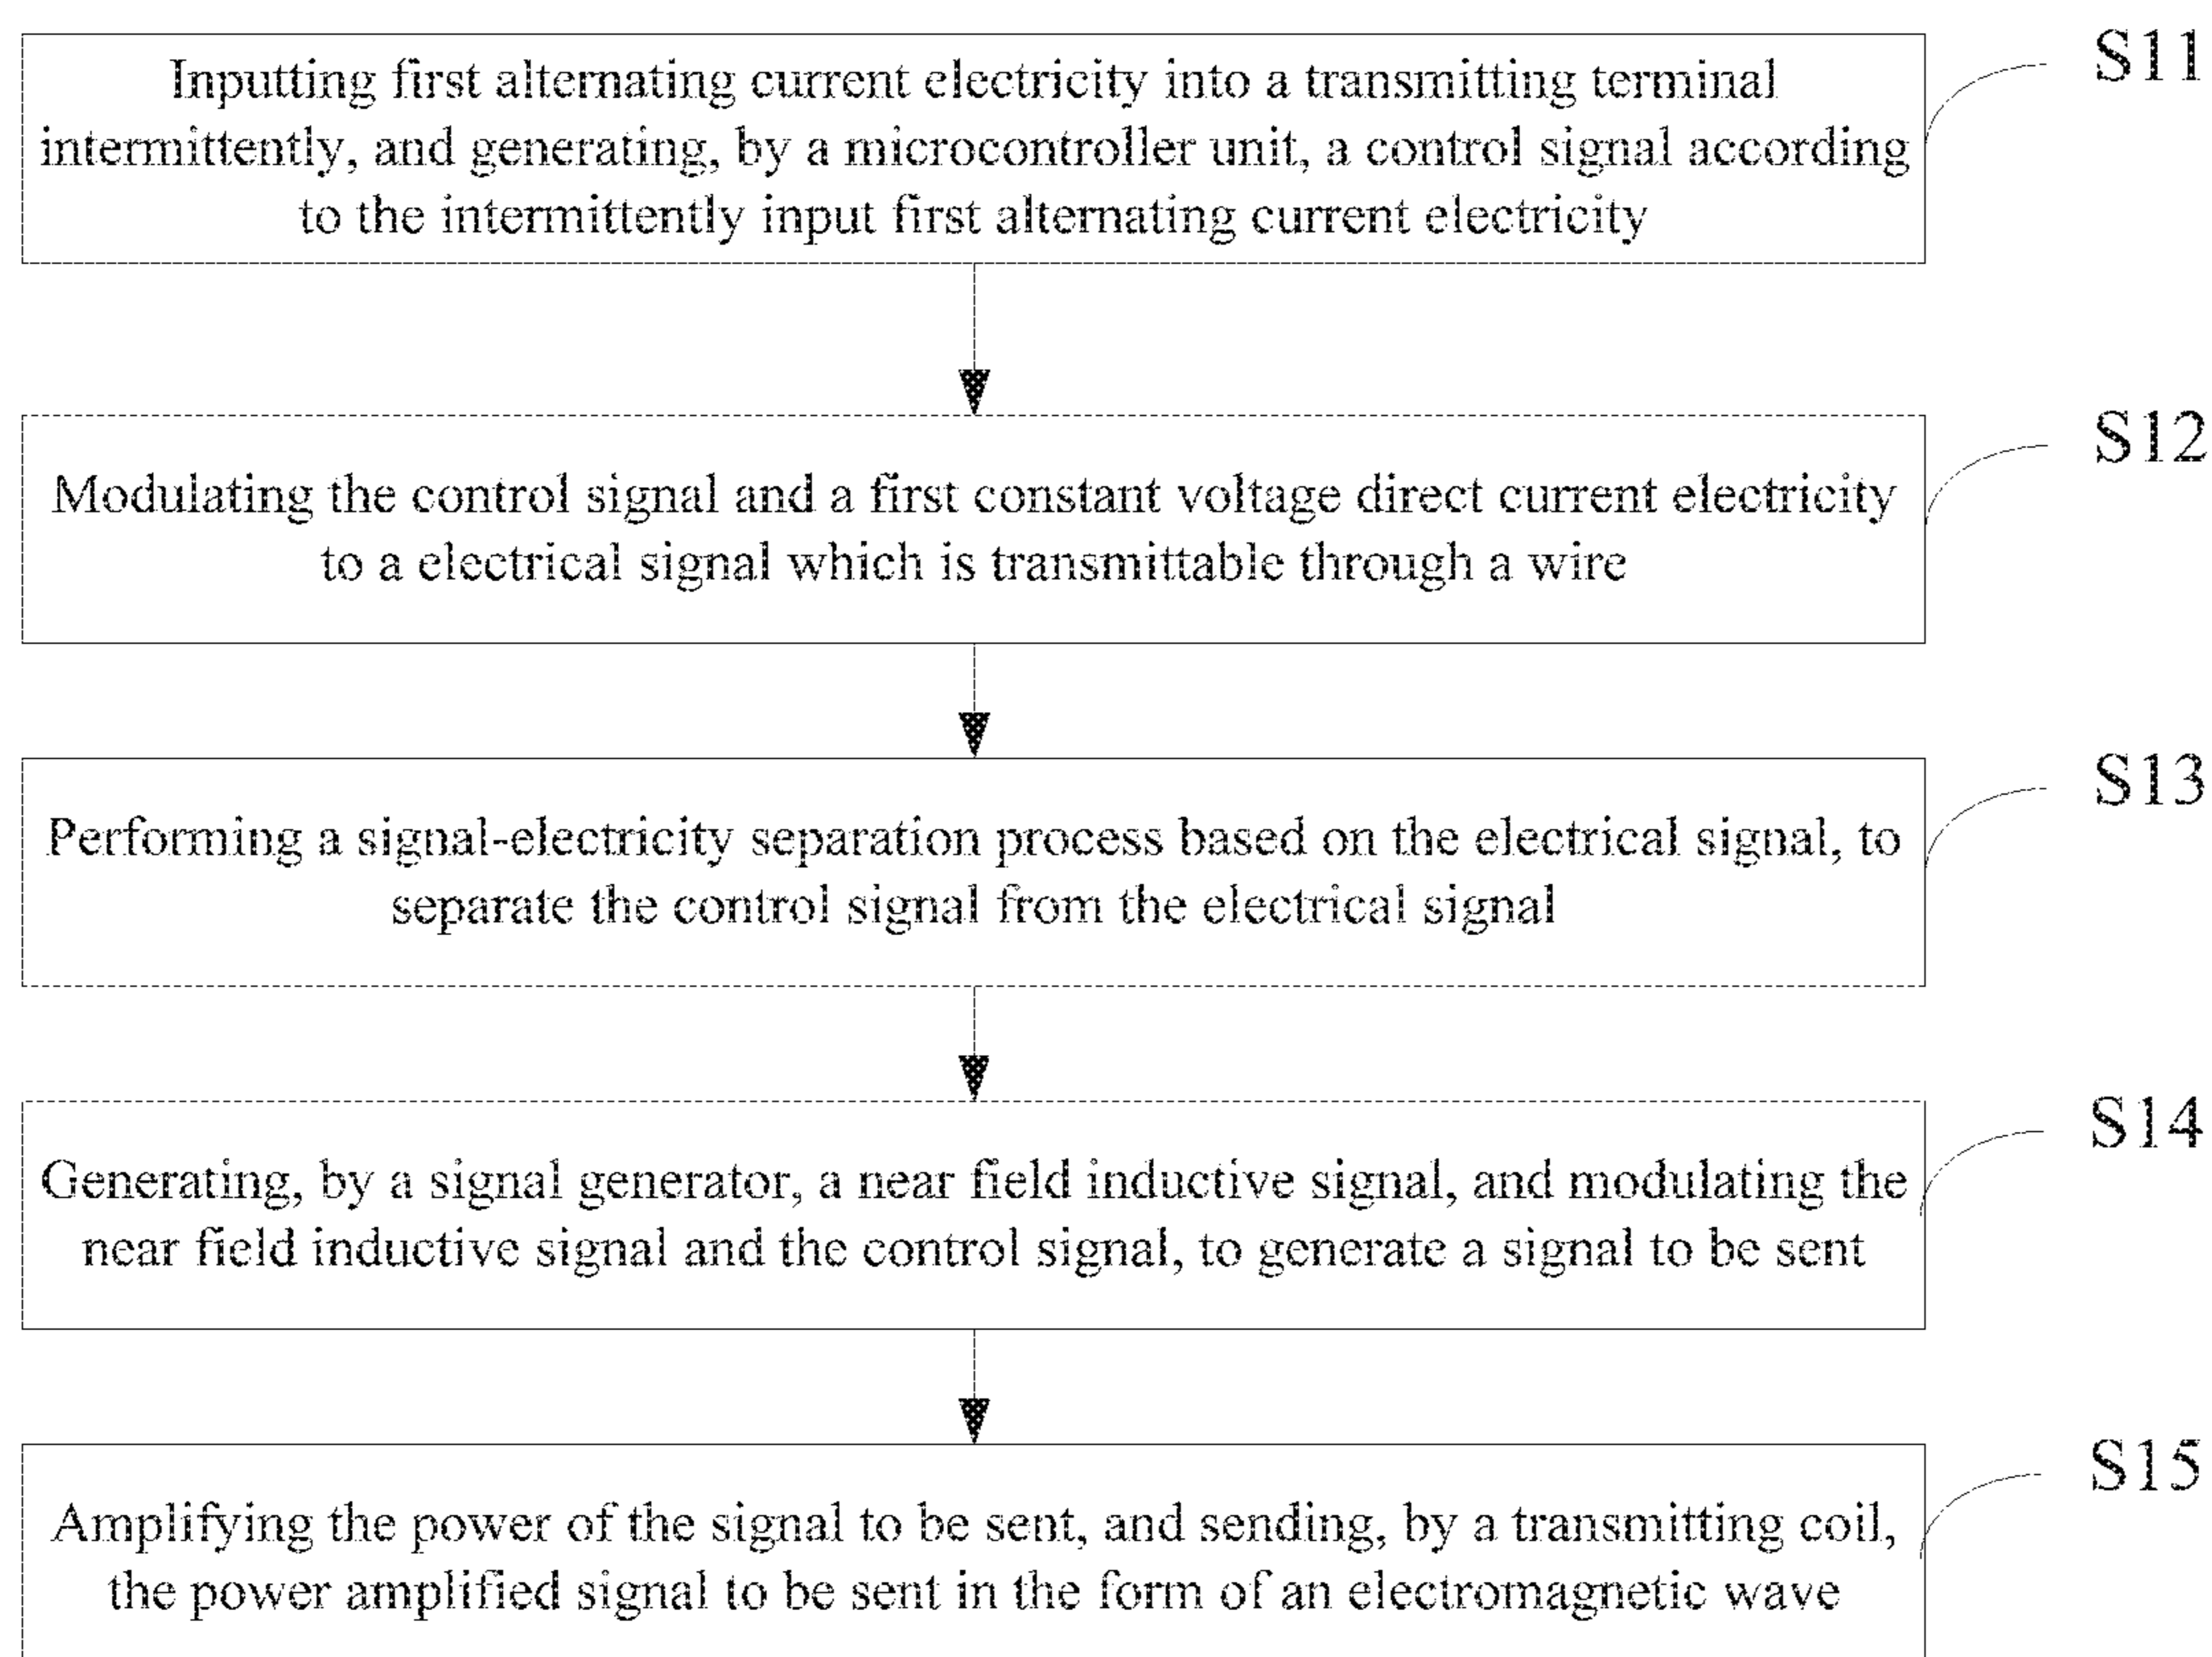 Inputting first alternating current electricity into a transmitting terminal
intermittently, and generating, by a microcontroller unit, a control signal according
to the intermittently input first alternating current electricity
S11
Modulating the control signal and a first constant voltage direct current electricity
to a electrical signal which is transmittable through a wire
S12
Performing a signal-electricity separation process based on the electrical signal, to
separate the control signal from the electrical signal
S13
Generating, by a signal generator, a near field inductive signal, and modulating the
near field inductive signal and the control signal, to generate a signal to be sent
S14
Amplifying the power of the signal to be sent, and sending, by a transmitting coil,
the power amplified signal to be sent in the form of an electromagnetic wave
S15